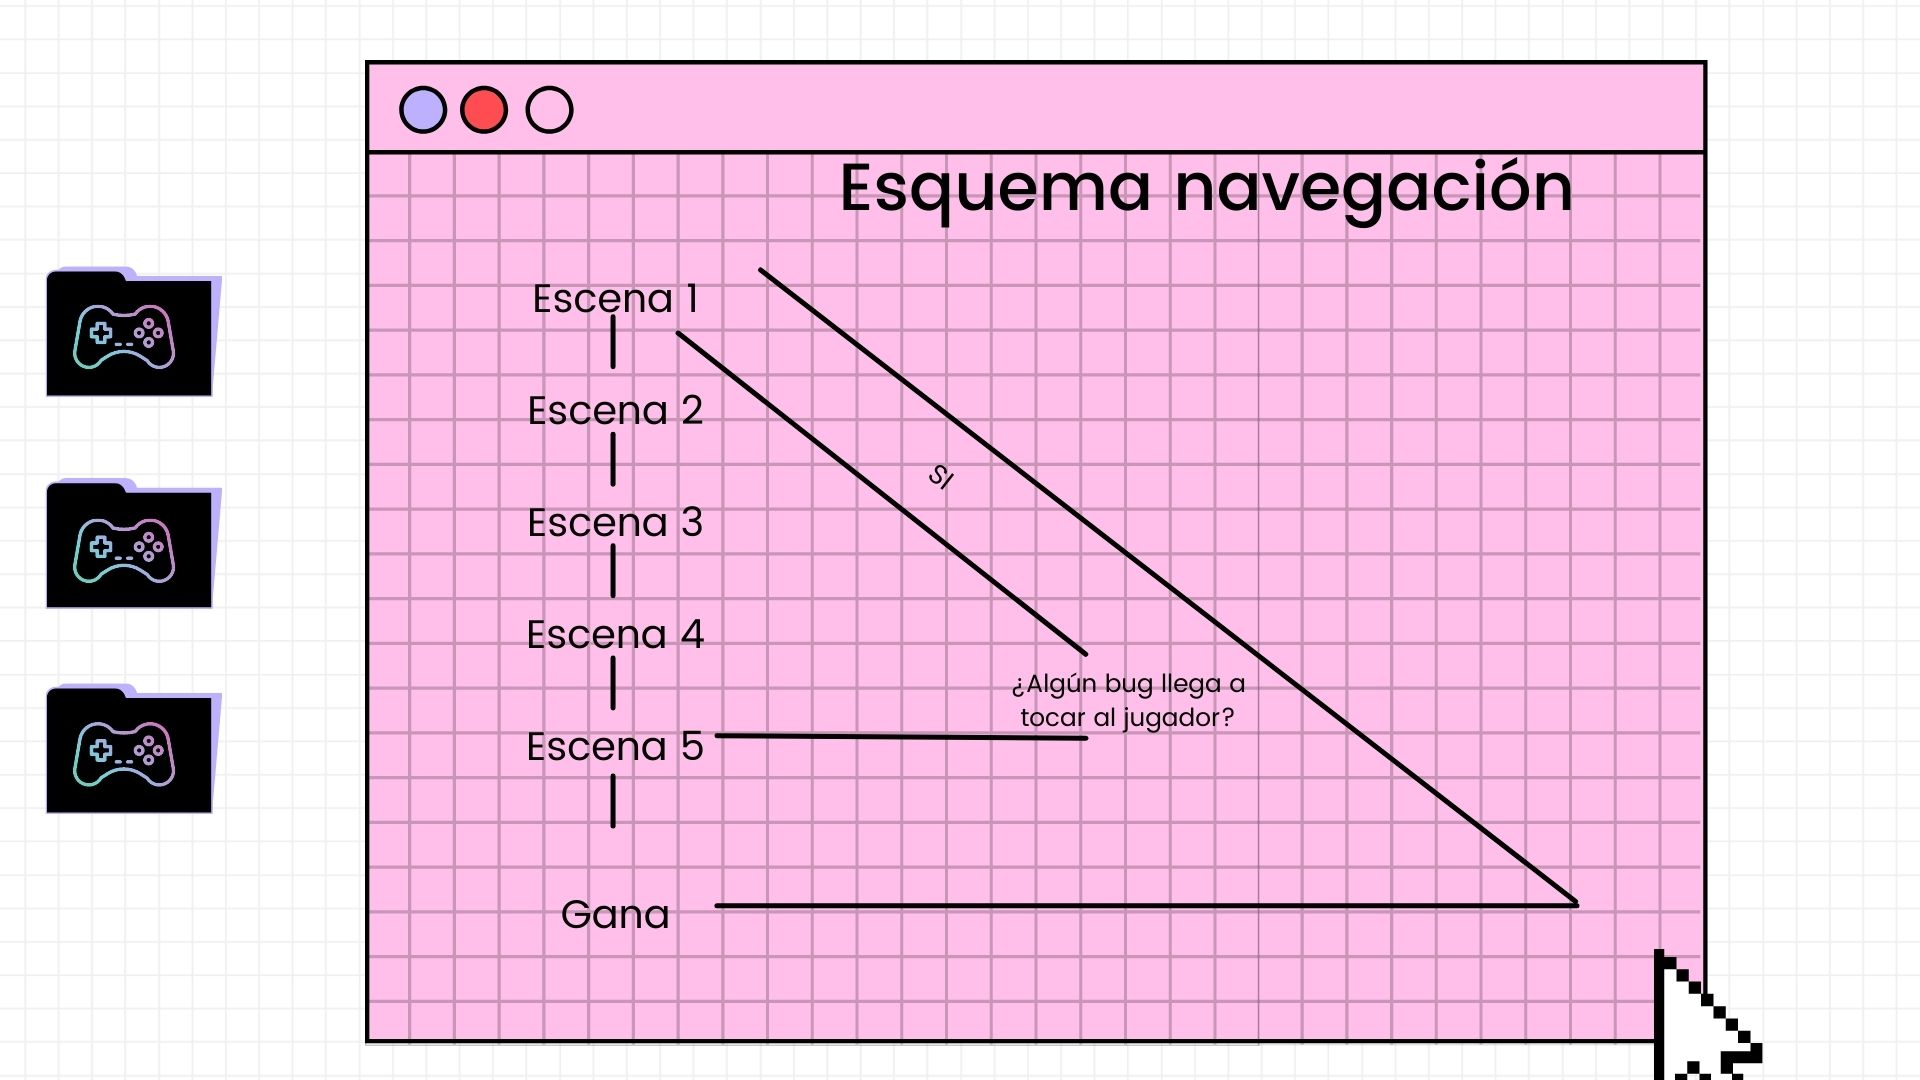 Esquema navegación
Escena 1
Escena 2
SI
Escena 3
Escena 4
¿Algún bug llega a
tocar al jugador?
Escena 5
Gana